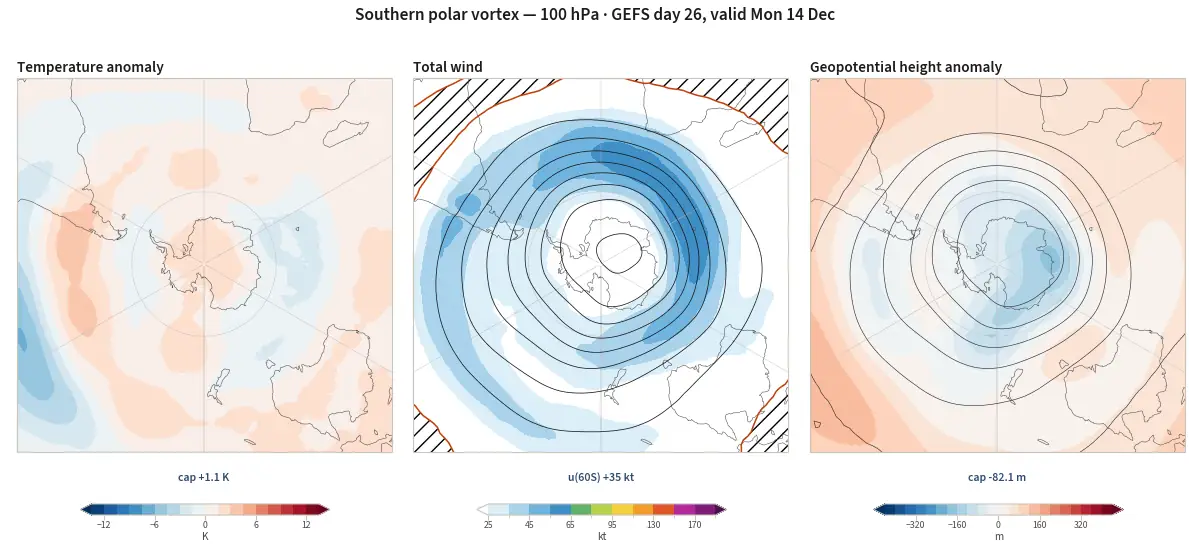 Southern polar vortex — 100 hPa · GEFS day 26, valid Mon 14 Dec
Temperature anomaly
Total wind
Geopotential height anomaly
cap +1.1 K
u(60S) +35 kt
cap -82.1 m
−12 −6 0 6 12
K
25 45 65 95 130 170
kt
−320 −160 0 160 320
m